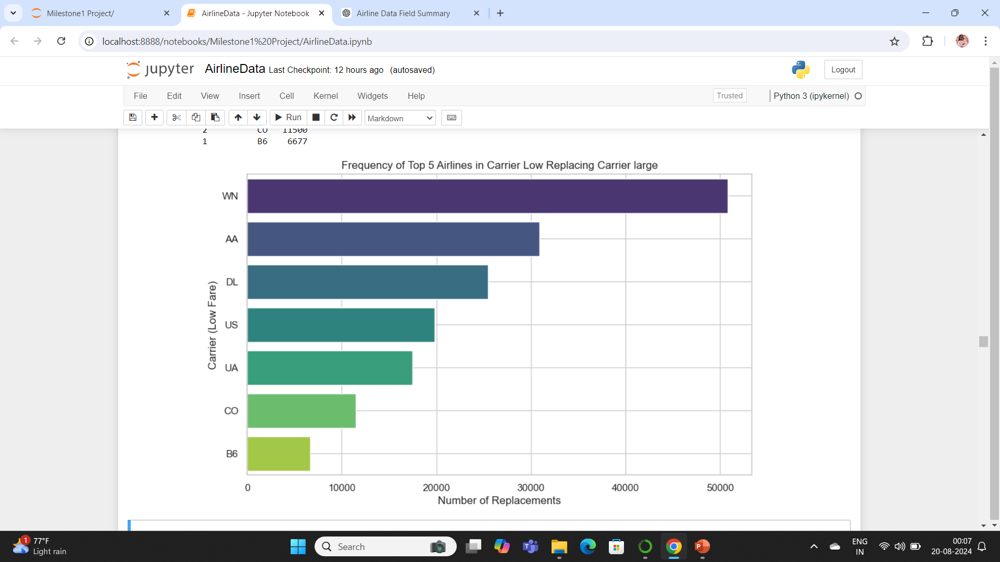 Milestone1 Project/
AirlineData - Jupyter Notebook
Airline Data Field Summary
localhost:8888/notebooks/Milestone1%20Project/AirlineData.ipynb
jupyter AirlineData Last Checkpoint: 12 hours ago (autosaved)
Logout
File Edit View Insert Cell Kernel Widgets Help
Trusted
Python 3 (ipykernel)
Run
Markdown
2 CO 11500
1 B6 6677
Frequency of Top 5 Airlines in Carrier Low Replacing Carrier large
Carrier (Low Fare)
WN
AA
DL
US
UA
CO
B6
0 10000 20000 30000 40000 50000
Number of Replacements
1
77°F
Light rain
Search
ENG
IN
00:07
20-08-2024